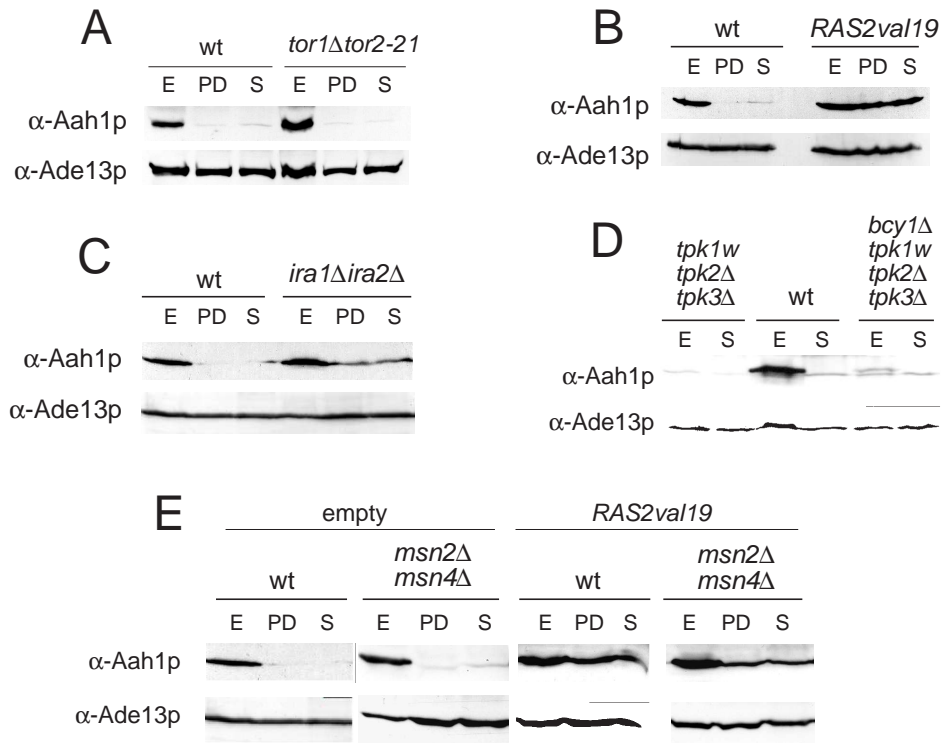 A
wt tor1Δtor2-21
E PD S E PD S
α-Aah1p
α-Ade13p
B
wt RAS2val19
E PD S E PD S
α-Aah1p
α-Ade13p
C
wt ira1Δira2Δ
E PD S E PD S
α-Aah1p
α-Ade13p
D
tpk1w
tpk2Δ
tpk3Δ
wt
bcy1Δ
tpk1w
tpk2Δ
tpk3Δ
E S E S E S
α-Aah1p
α-Ade13p
E
empty RAS2val19
wt
msn2Δ
msn4Δ
wt
msn2Δ
msn4Δ
E PD S E PD S E PD S E PD S
α-Aah1p
α-Ade13p